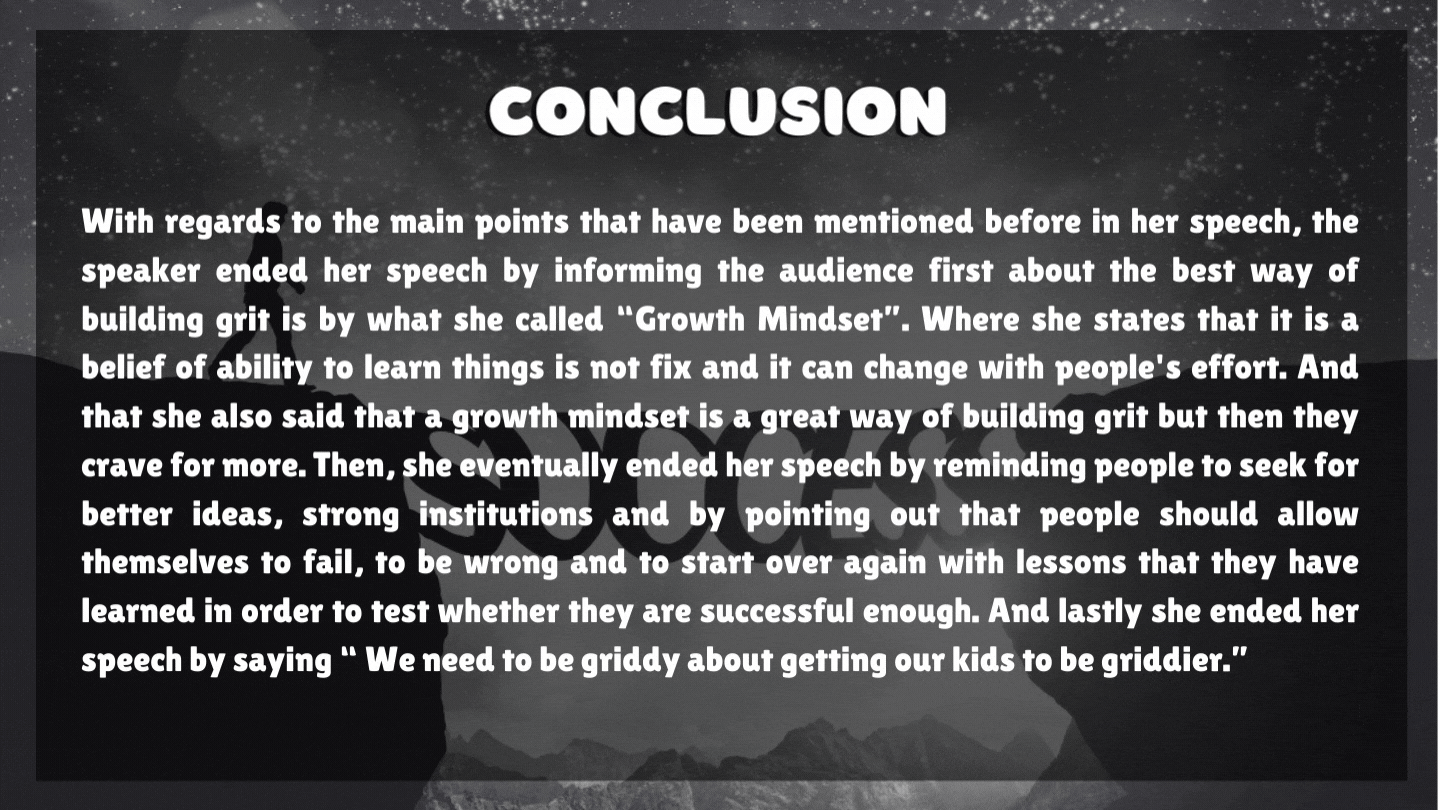 CONCLUSION
With regards to the main points that have been mentioned before in her speech, the
speaker ended her speech by informing the audience first about the best way of
building grit is by what she called “Growth Mindset”. Where she states that it is a
belief of ability to learn things is not fix and it can change with people's effort. And
that she also said that a growth mindset is a great way of building grit but then they
crave for more. Then, she eventually ended her speech by reminding people to seek for
better ideas, strong institutions and by pointing out that people should allow
themselves to fail, to be wrong and to start over again with lessons that they have
learned in order to test whether they are successful enough. And lastly she ended her
speech by saying “ We need to be griddy about getting our kids to be griddier.”
SUCCESS